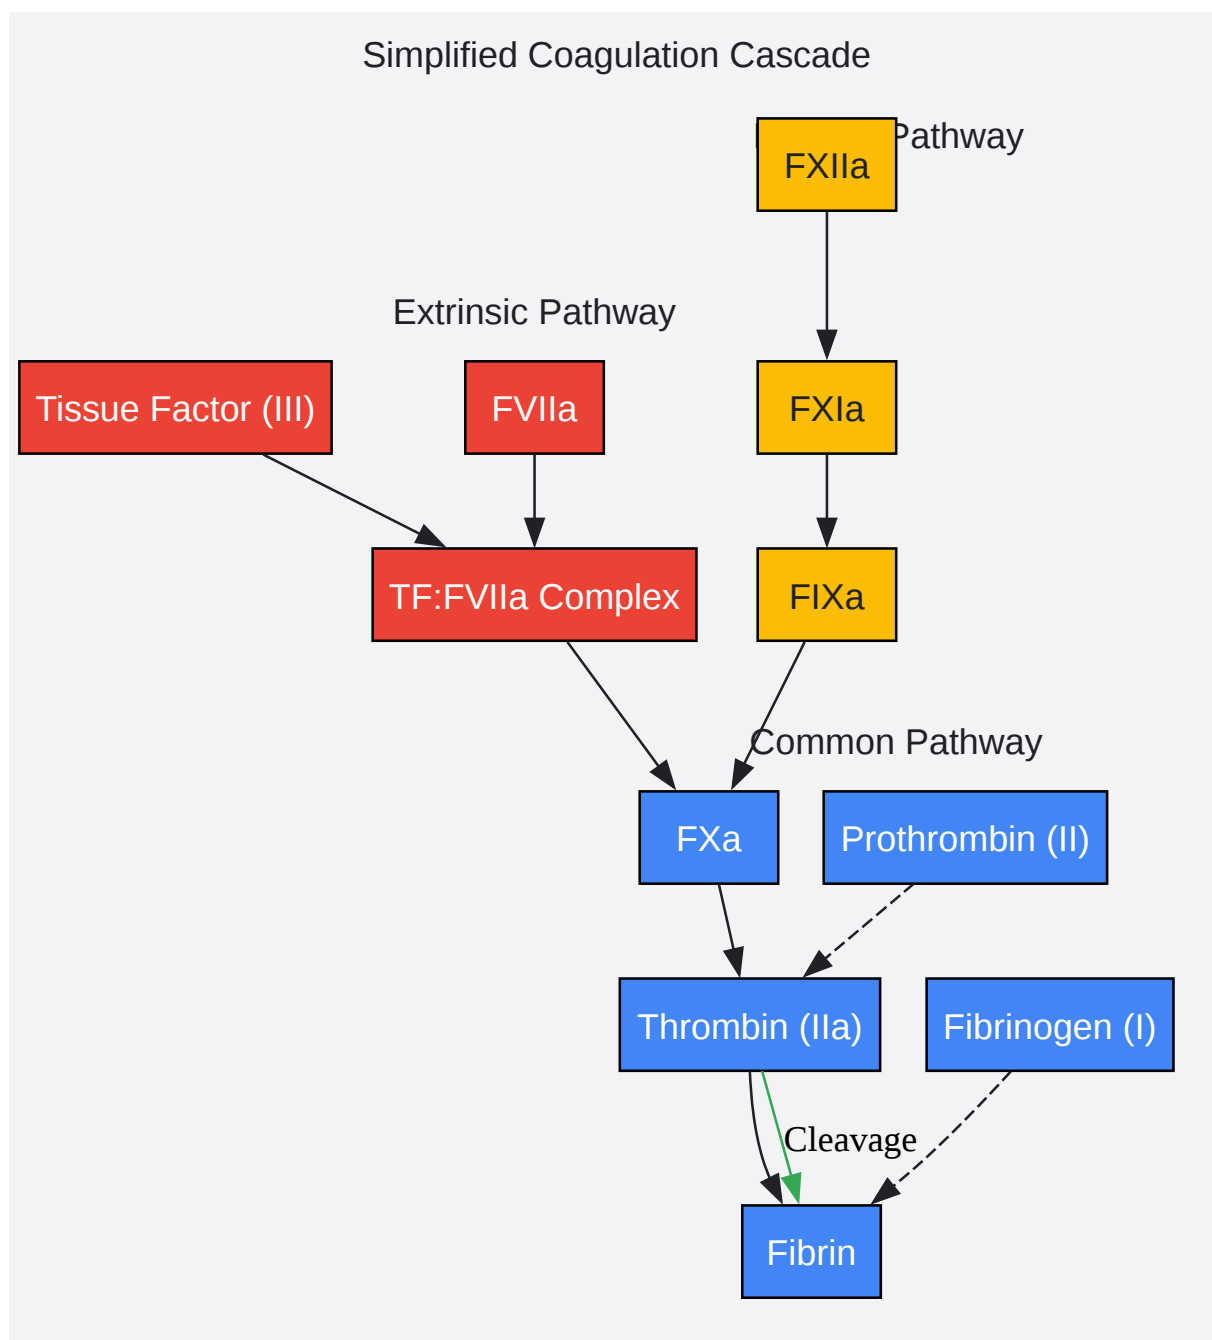 Simplified Coagulation Cascade
Pathway
FXIIa
Extrinsic Pathway
Tissue Factor (III)
FVIIa
FXIa
TF:FVIIa Complex
FIXa
Common Pathway
FXa
Prothrombin (II)
Thrombin (IIa)
Fibrinogen (I)
Cleavage
Fibrin